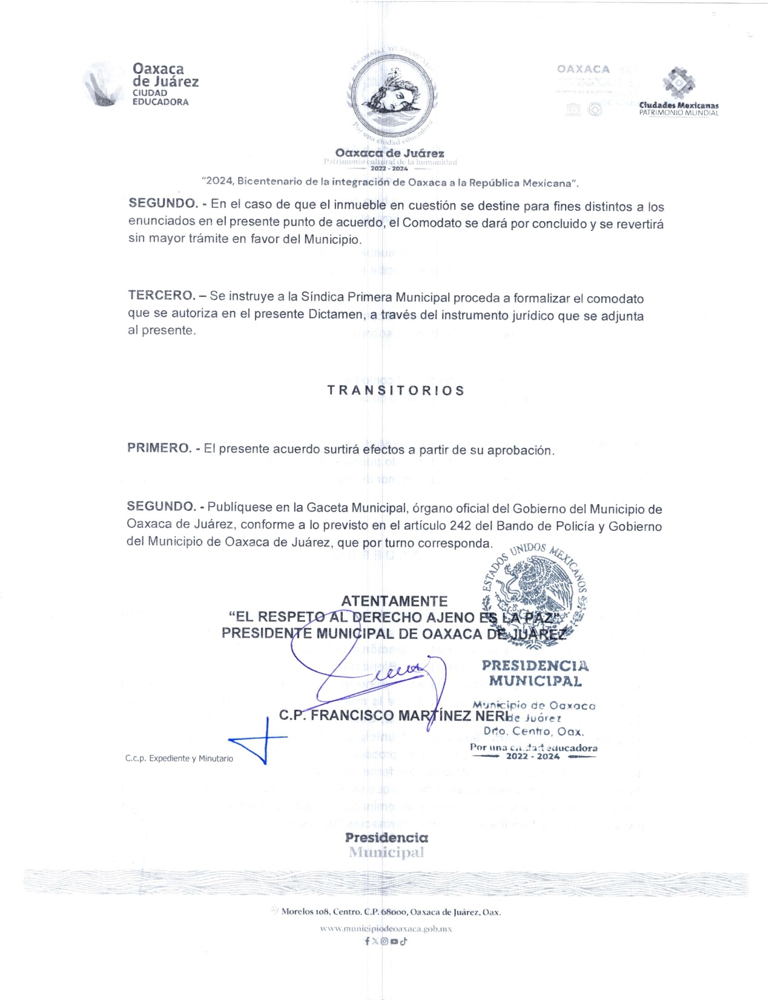 Oaxaca
de Juárez
CIUDAD
EDUCADORA
HONORABLE AYUNTAMIENTO
Por una ciudad educadora
Oaxaca de Juárez
Patrimonio cultural de la humanidad
2022 - 2024
OAXACA
Ciudades Mexicanas
PATRIMONIO MUNDIAL
“2024, Bicentenario de la integración de Oaxaca a la República Mexicana”.
SEGUNDO. - En el caso de que el inmueble en cuestión se destine para fines distintos a los
enunciados en el presente punto de acuerdo, el Comodato se dará por concluido y se revertirá
sin mayor trámite en favor del Municipio.
TERCERO. – Se instruye a la Síndica Primera Municipal proceda a formalizar el comodato
que se autoriza en el presente Dictamen, a través del instrumento jurídico que se adjunta
al presente.
T R A N S I T O R I O S
PRIMERO. - El presente acuerdo surtirá efectos a partir de su aprobación.
SEGUNDO. - Publíquese en la Gaceta Municipal, órgano oficial del Gobierno del Municipio de
Oaxaca de Juárez, conforme a lo previsto en el artículo 242 del Bando de Policía y Gobierno
del Municipio de Oaxaca de Juárez, que por turno corresponda.
ESTADOS UNIDOS MEXICANOS
ATENTAMENTE
“EL RESPETO AL DERECHO AJENO ES LA PAZ”
PRESIDENTE MUNICIPAL DE OAXACA DE JUÁREZ
PRESIDENCIA
MUNICIPAL
Municipio de Oaxaca
C.P. FRANCISCO MARTÍNEZ NERI
de Juárez
Dto. Centro, Oax.
Por una ciudad educadora
2022 - 2024
C.c.p. Expediente y Minutario
Presidencia
Municipal
Morelos 108, Centro. C.P. 68000, Oaxaca de Juárez, Oax.
www.municipiodeoaxaca.gob.mx